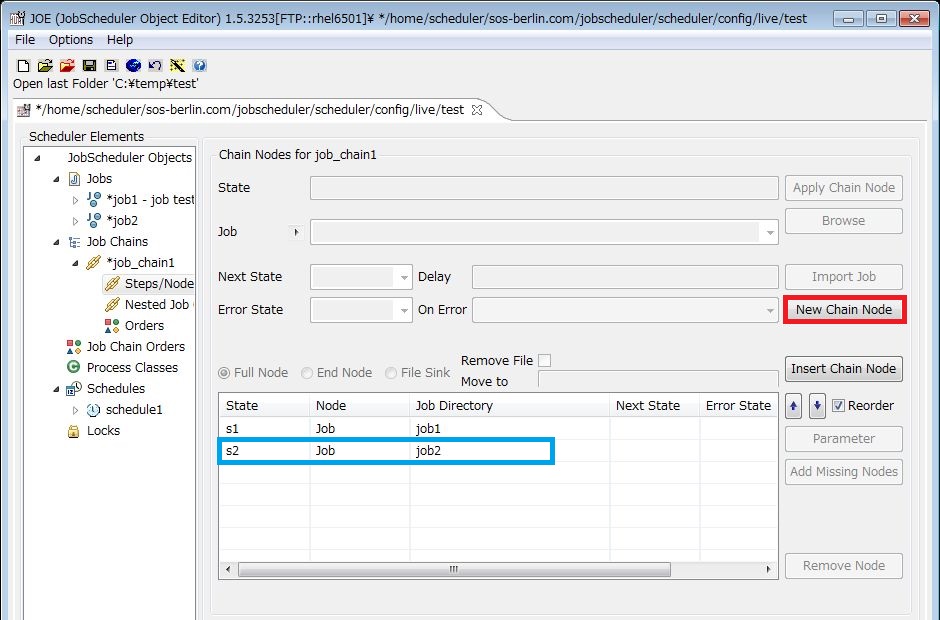 JOE (JobScheduler Object Editor) 1.5.3253[FTP::rhel6501]¥ */home/scheduler/sos-berlin.com/jobscheduler/scheduler/config/live/test
File Options Help
Open last Folder 'C:¥temp¥test'
*/home/scheduler/sos-berlin.com/jobscheduler/scheduler/config/live/test
Scheduler Elements
JobScheduler Objects
Jobs
*job1 - job test
*job2
Job Chains
*job_chain1
Steps/Node
Nested Job
Orders
Job Chain Orders
Process Classes
Schedules
schedule1
Locks
Chain Nodes for job_chain1
State
Apply Chain Node
Browse
Job
Next State
Delay
Import Job
Error State
On Error
New Chain Node
Remove File
Full Node
End Node
File Sink
Move to
Insert Chain Node
Reorder
State Node Job Directory Next State Error State
s1 Job job1
s2 Job job2
Parameter
Add Missing Nodes
Remove Node